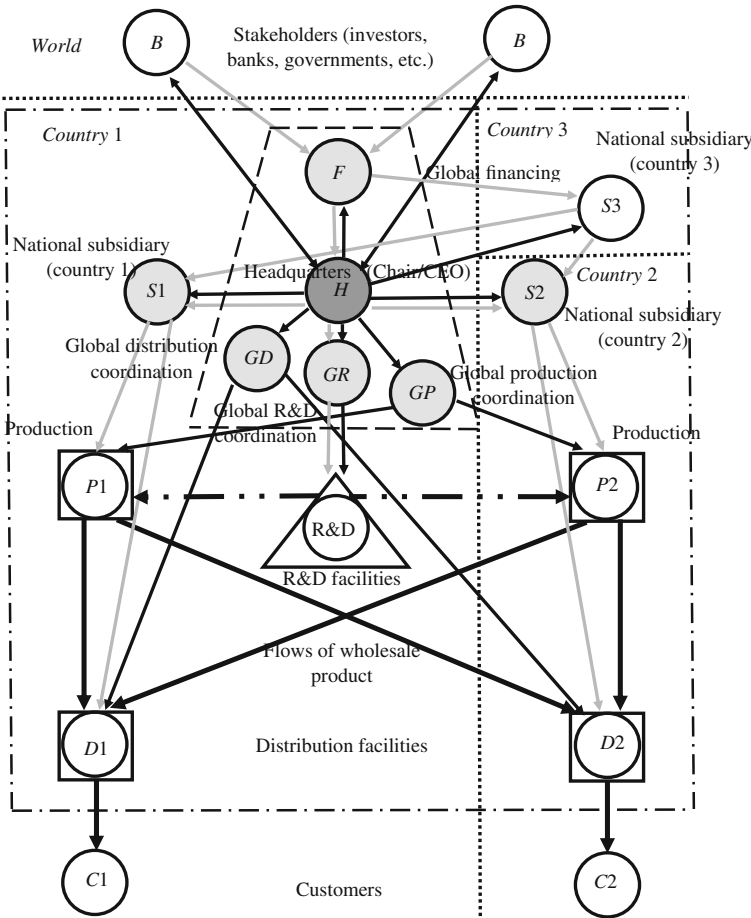 World
B
Stakeholders (investors,
banks, governments, etc.)
B
Country 1
Country 3
National subsidiary
(country 3)
F
Global financing
S3
National subsidiary
(country 1)
Headquarters (Chair/CEO)
Country 2
S1
H
S2
National subsidiary
(country 2)
Global distribution
coordination
GD
GR
GP
Global production
coordination
Global R&D
coordination
Production
Production
P1
P2
R&D
R&D facilities
Flows of wholesale
product
D1
Distribution facilities
D2
C1
Customers
C2